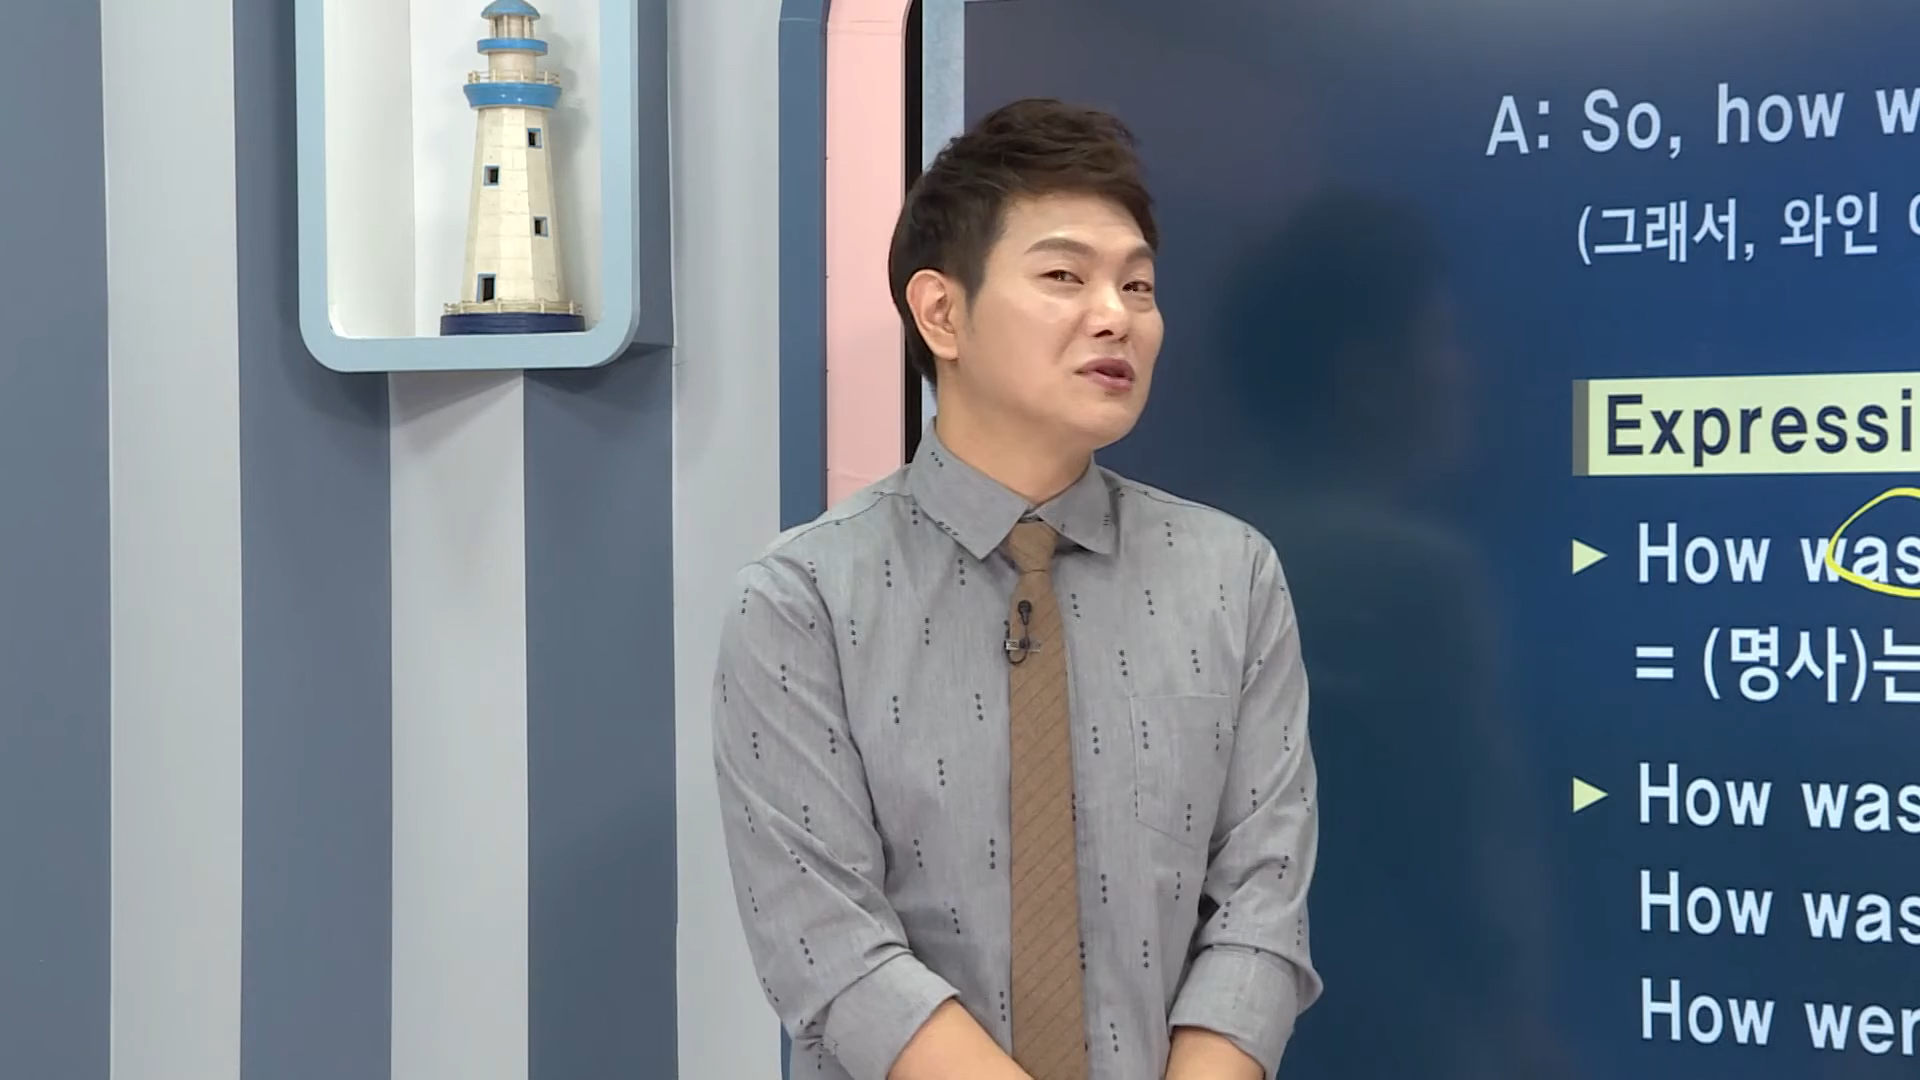 A: So, how w
(그래서, 와인
Expressi
How was
= (명사)는
How was
How was
How wer